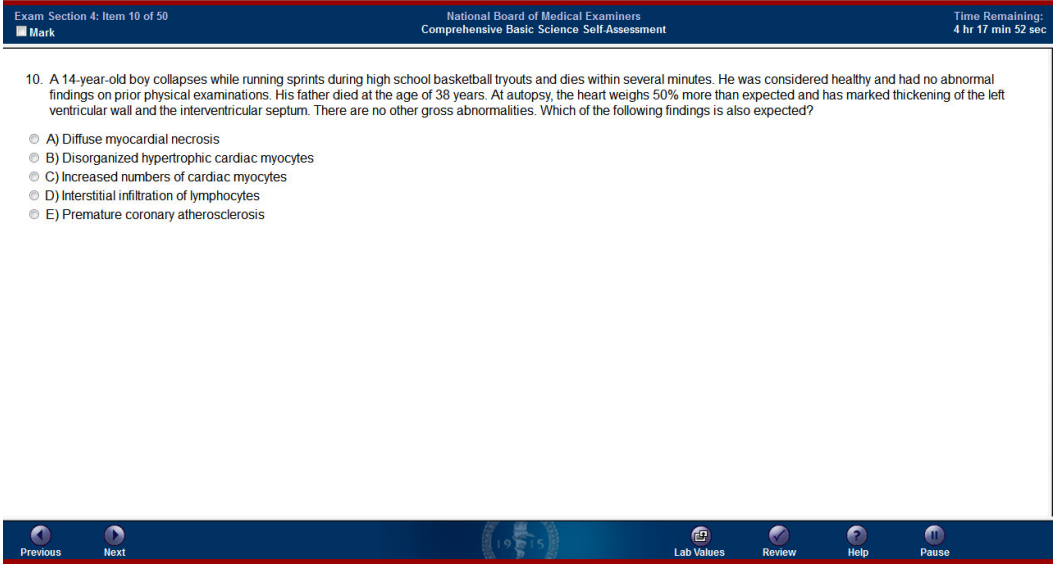 Exam Section 4: Item 10 of 50
National Board of Medical Examiners
Time Remaining:
Mark
Comprehensive Basic Science Self-Assessment
4 hr 17 min 52 sec
10. A 14-year-old boy collapses while running sprints during high school basketball tryouts and dies within several minutes. He was considered healthy and had no abnormal
findings on prior physical examinations. His father died at the age of 38 years. At autopsy, the heart weighs 50% more than expected and has marked thickening of the left
ventricular wall and the interventricular septum. There are no other gross abnormalities. Which of the following findings is also expected?
A) Diffuse myocardial necrosis
B) Disorganized hypertrophic cardiac myocytes
C) Increased numbers of cardiac myocytes
D) Interstitial infiltration of lymphocytes
E) Premature coronary atherosclerosis
1915
Previous
Next
Lab Values
Review
Help
Pause